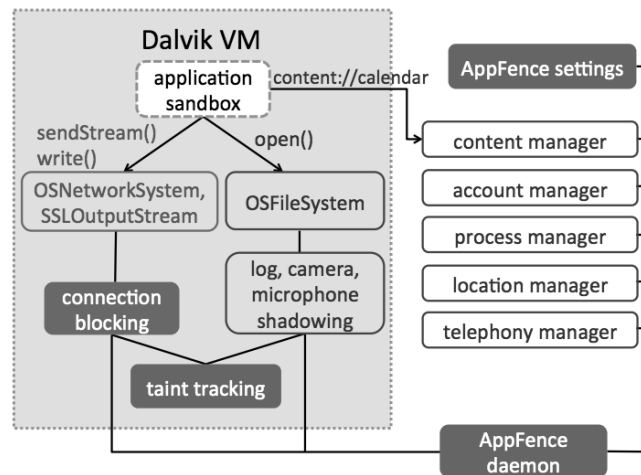 Dalvik VM
application
sandbox
content://calendar
AppFence settings
sendStream()
write()
open()
content manager
OSNetworkSystem,
SSLOutputStream
OSFileSystem
account manager
process manager
log, camera,
microphone
shadowing
connection
blocking
location manager
telephony manager
taint tracking
AppFence
daemon